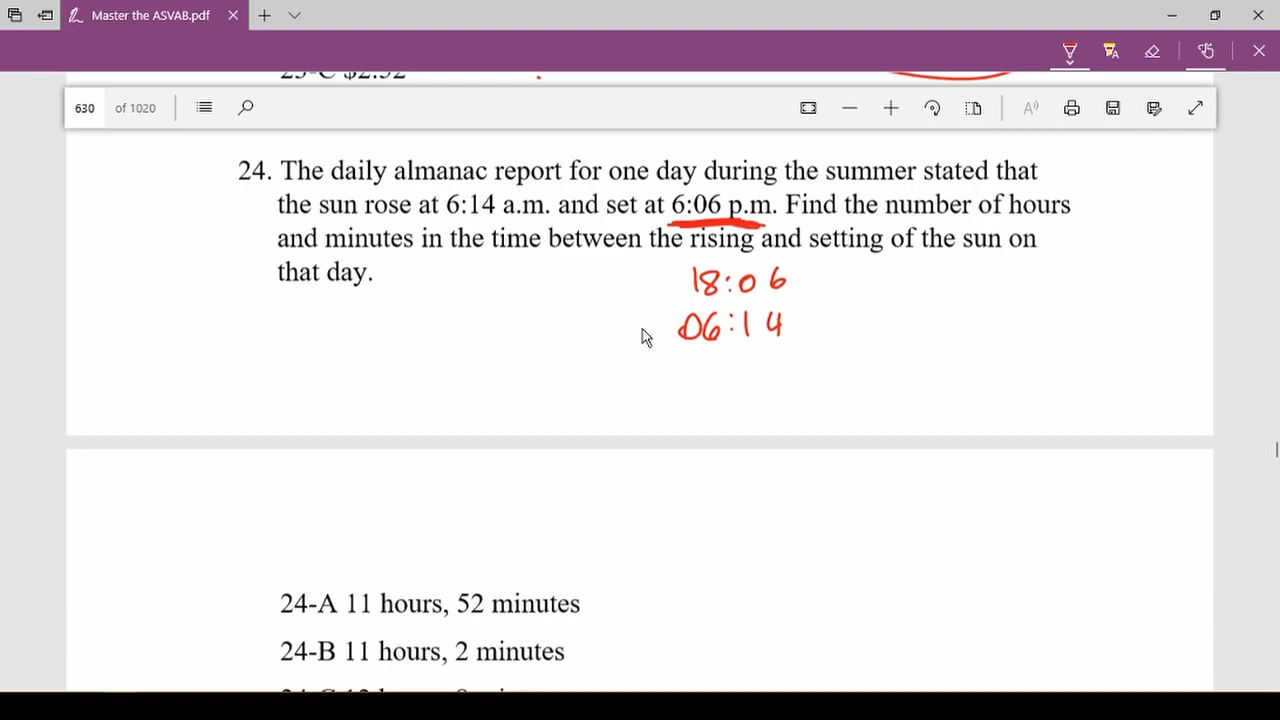 Master the ASVAB.pdf
23-C $2.52
630 of 1020
24. The daily almanac report for one day during the summer stated that
the sun rose at 6:14 a.m. and set at 6:06 p.m. Find the number of hours
and minutes in the time between the rising and setting of the sun on
that day.
18:06
06:14
24-A 11 hours, 52 minutes
24-B 11 hours, 2 minutes